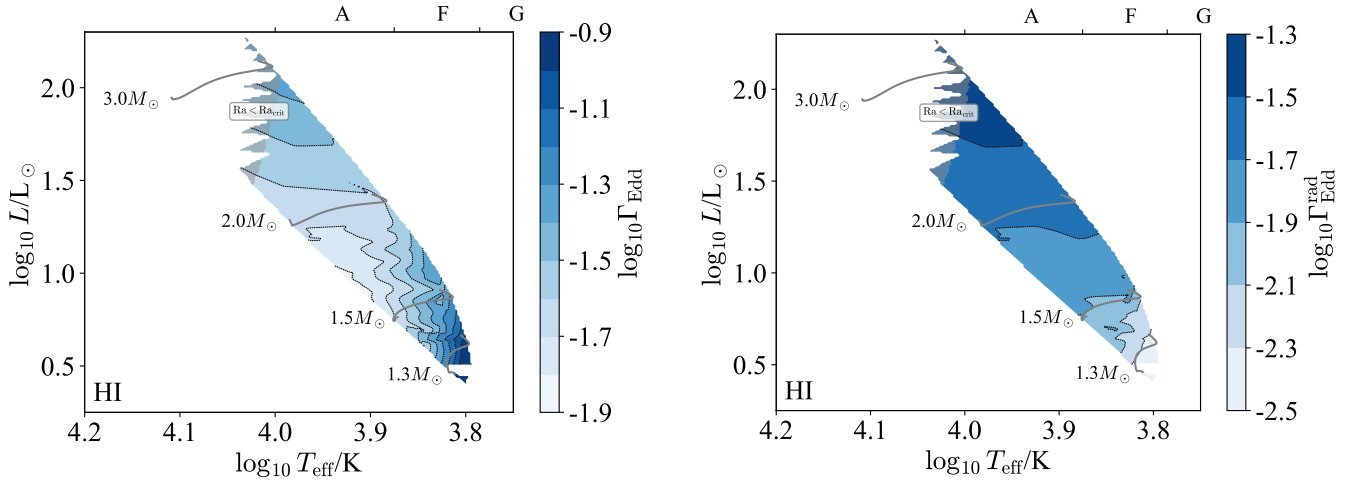 A F G
-0.9
-1.1
-1.3
-1.5
-1.7
-1.9
log₁₀ Γ_Edd
2.0
1.5
1.0
0.5
log₁₀ L/L☉
3.0M☉
Ra < Ra_crit
2.0M☉
1.5M☉
1.3M☉
HI
4.2 4.1 4.0 3.9 3.8
log₁₀ T_eff/K
A F G
-1.3
-1.5
-1.7
-1.9
-2.1
-2.3
-2.5
log₁₀ Γ^rad_Edd
2.0
1.5
1.0
0.5
log₁₀ L/L☉
3.0M☉
Ra < Ra_crit
2.0M☉
1.5M☉
1.3M☉
HI
4.2 4.1 4.0 3.9 3.8
log₁₀ T_eff/K